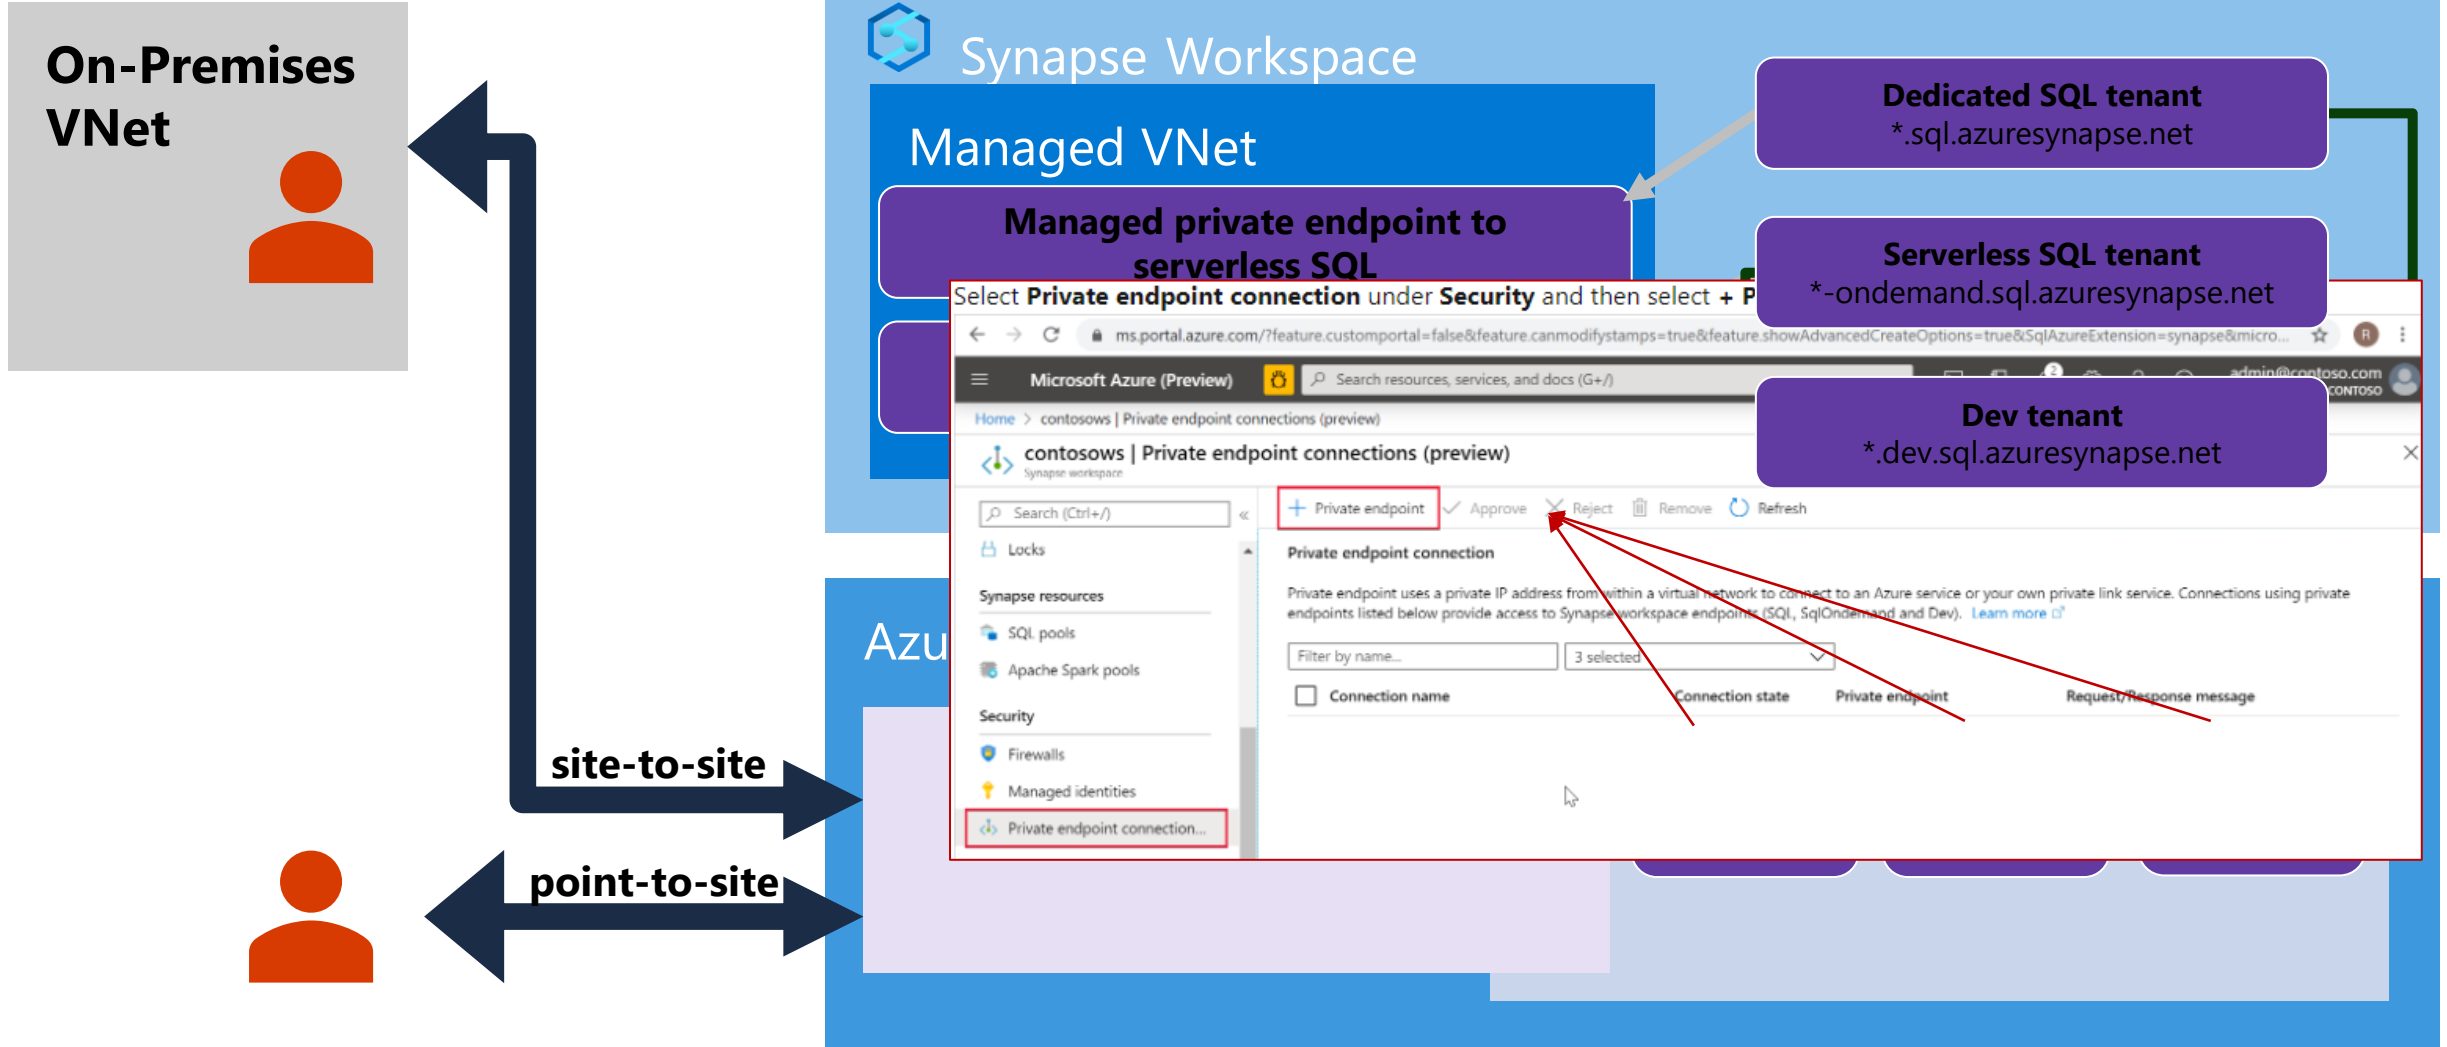 On-Premises
VNet
Synapse Workspace
Managed VNet
Managed private endpoint to
serverless SQL
Dedicated SQL tenant
*.sql.azuresynapse.net
Serverless SQL tenant
*-ondemand.sql.azuresynapse.net
Dev tenant
*.dev.sql.azuresynapse.net
Select Private endpoint connection under Security and then select + P
ms.portal.azure.com/?feature.customportal=false&feature.canmodifystamps=true&feature.showAdvancedCreateOptions=true&SqlAzureExtension=synapse&micro...
R
Microsoft Azure (Preview)
Search resources, services, and docs (G+/)
2
admin@contoso.com
CONTOSO
Home > contosows | Private endpoint connections (preview)
contosows | Private endpoint connections (preview)
Synapse workspace
Search (Ctrl+/)
«
+ Private endpoint
Approve
Reject
Remove
Refresh
Locks
Synapse resources
SQL pools
Apache Spark pools
Security
Firewalls
Managed identities
Private endpoint connection...
Private endpoint connection
Private endpoint uses a private IP address from within a virtual network to connect to an Azure service or your own private link service. Connections using private
endpoints listed below provide access to Synapse workspace endpoints (SQL, SqlOndemand and Dev). Learn more
Filter by name...
3 selected
Connection name
Connection state
Private endpoint
Request/Response message
Azu
site-to-site
point-to-site